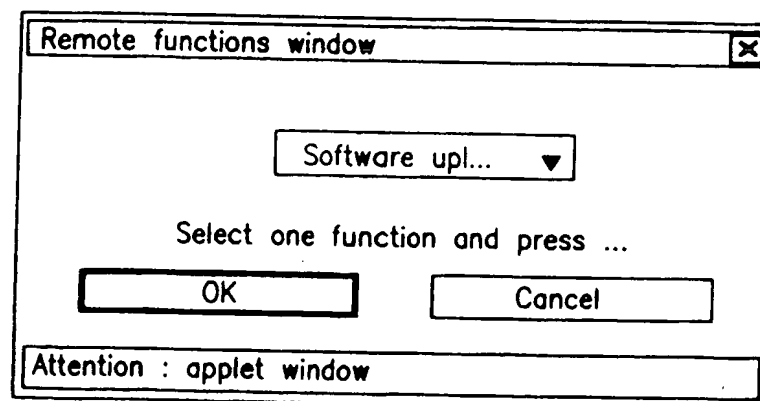 Remote functions window
Software upl...
Select one function and press ...
OK Cancel
Attention : applet window